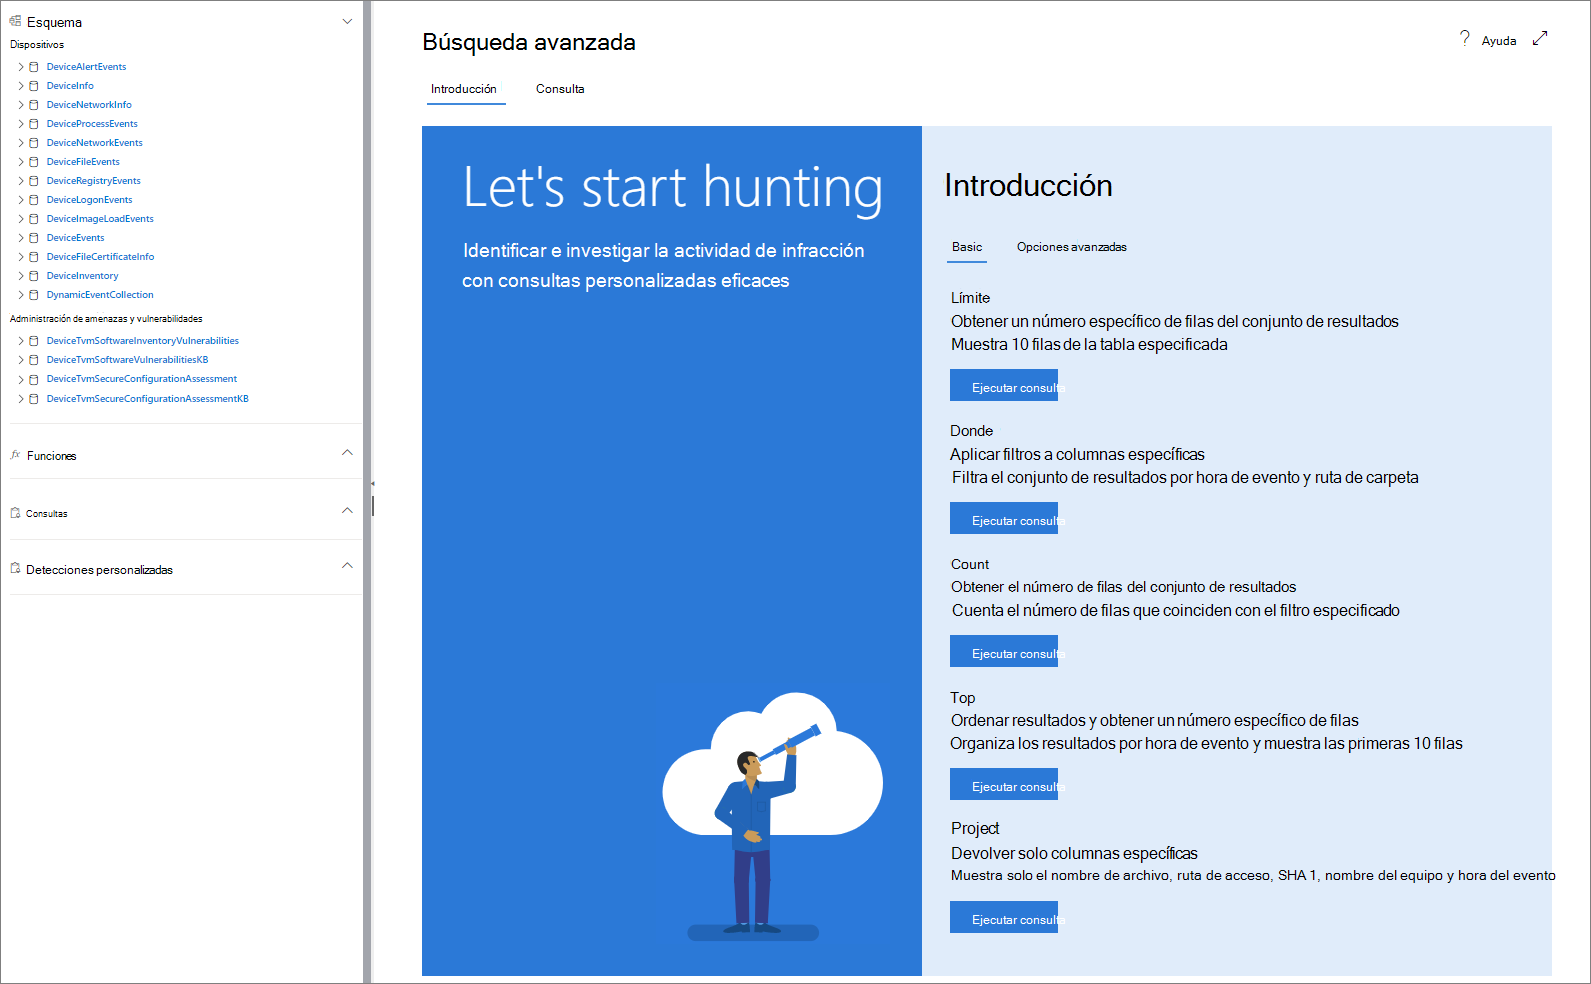 Esquema
Dispositivos
DeviceAlertEvents
DeviceInfo
DeviceNetworkInfo
DeviceProcessEvents
DeviceNetworkEvents
DeviceFileEvents
DeviceRegistryEvents
DeviceLogonEvents
DeviceImageLoadEvents
DeviceEvents
DeviceFileCertificateInfo
DeviceInventory
DynamicEventCollection
Administración de amenazas y vulnerabilidades
DeviceTvmSoftwareInventoryVulnerabilities
DeviceTvmSoftwareVulnerabilitiesKB
DeviceTvmSecureConfigurationAssessment
DeviceTvmSecureConfigurationAssessmentKB
fx Funciones
Consultas
Detecciones personalizadas
Búsqueda avanzada
? Ayuda
Introducción Consulta
Let's start hunting
Identificar e investigar la actividad de infracción
con consultas personalizadas eficaces
Introducción
Basic Opciones avanzadas
Límite
Obtener un número específico de filas del conjunto de resultados
Muestra 10 filas de la tabla especificada
Ejecutar consulta
Donde
Aplicar filtros a columnas específicas
Filtra el conjunto de resultados por hora de evento y ruta de carpeta
Ejecutar consulta
Count
Obtener el número de filas del conjunto de resultados
Cuenta el número de filas que coinciden con el filtro especificado
Ejecutar consulta
Top
Ordenar resultados y obtener un número específico de filas
Organiza los resultados por hora de evento y muestra las primeras 10 filas
Ejecutar consulta
Project
Devolver solo columnas específicas
Muestra solo el nombre de archivo, ruta de acceso, SHA 1, nombre del equipo y hora del evento
Ejecutar consulta